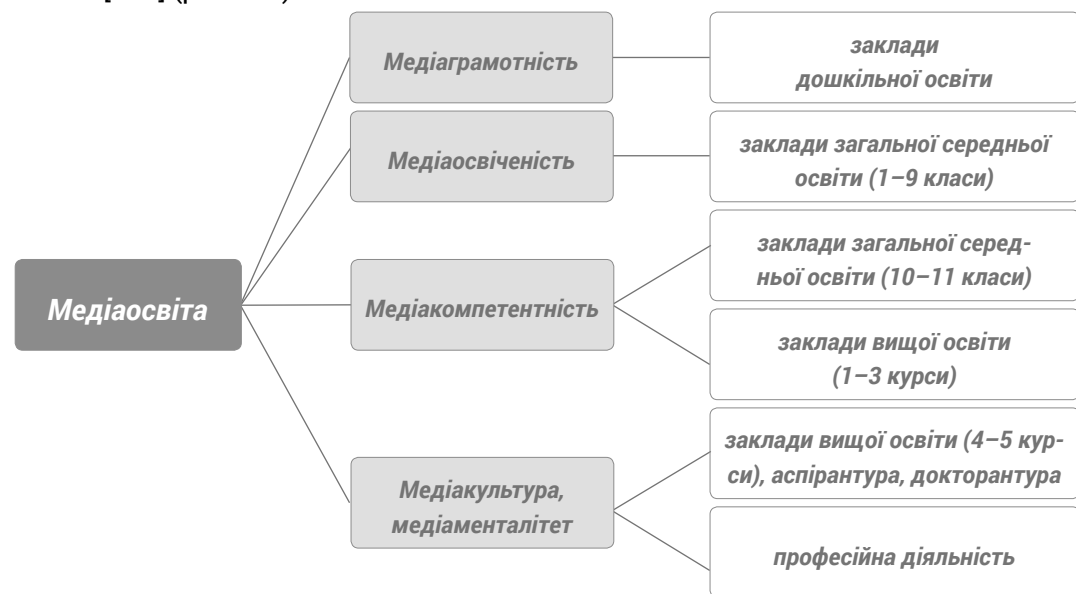 Медіаграмотність
заклади
дошкільної освіти
Медіаосвіченість
заклади загальної середньої
освіти (1–9 класи)
Медіаосвіта
Медіакомпетентність
заклади загальної серед-
ньої освіти (10–11 класи)
заклади вищої освіти
(1–3 курси)
Медіакультура,
медіаменталітет
заклади вищої освіти (4–5 кур-
си), аспірантура, докторантура
професійна діяльність